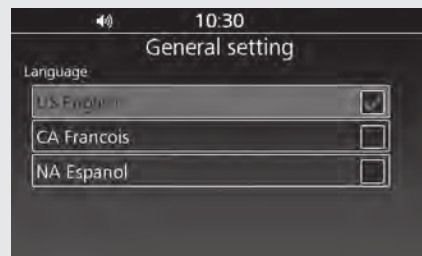 10:30
General setting
Language
US English
CA Francois
NA Espanol